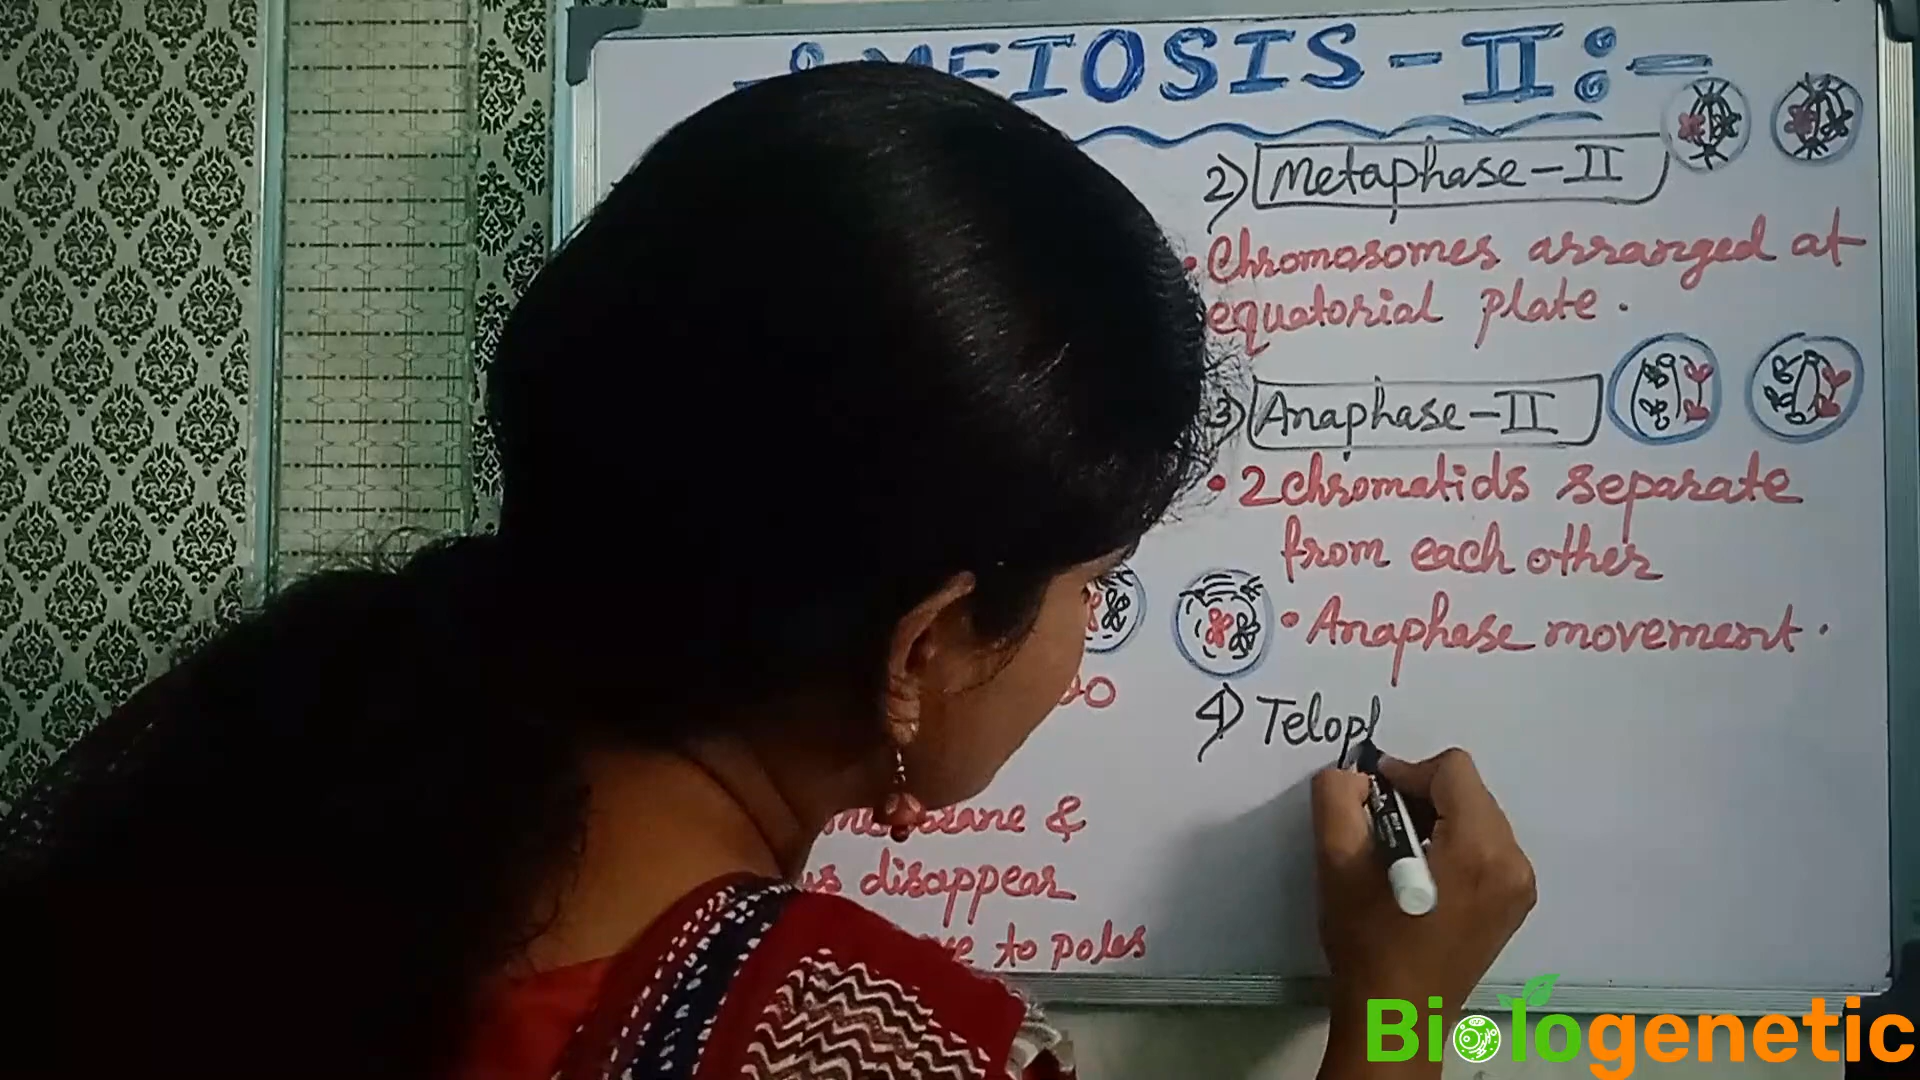 MEIOSIS-II:-
2) Metaphase-II
• Chromosomes arranged at
equatorial plate.
3) Anaphase-II
• 2 chromatids separate
from each other
• Anaphase movement.
4) Teloph
&
disappear
to poles
Biologenetic